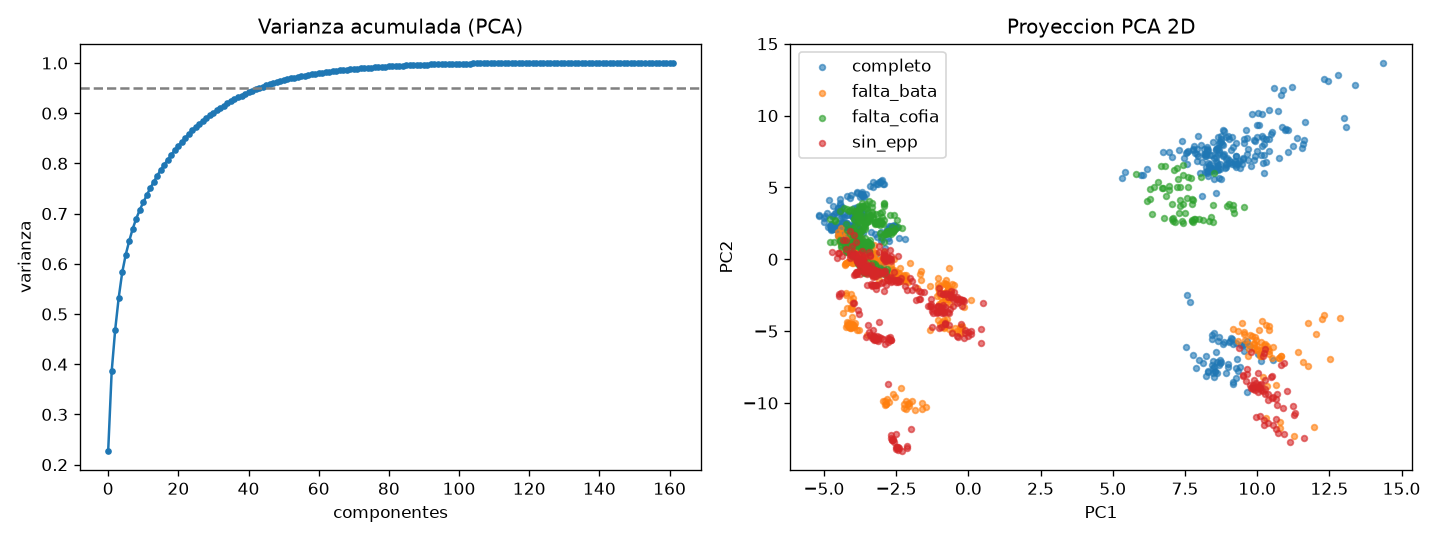 Varianza acumulada (PCA)
1.0
0.9
0.8
0.7
0.6
0.5
0.4
0.3
0.2
varianza
0 20 40 60 80 100 120 140 160
componentes
Proyeccion PCA 2D
completo
falta_bata
falta_cofia
sin_epp
15
10
5
0
−5
−10
PC2
−5.0 −2.5 0.0 2.5 5.0 7.5 10.0 12.5 15.0
PC1